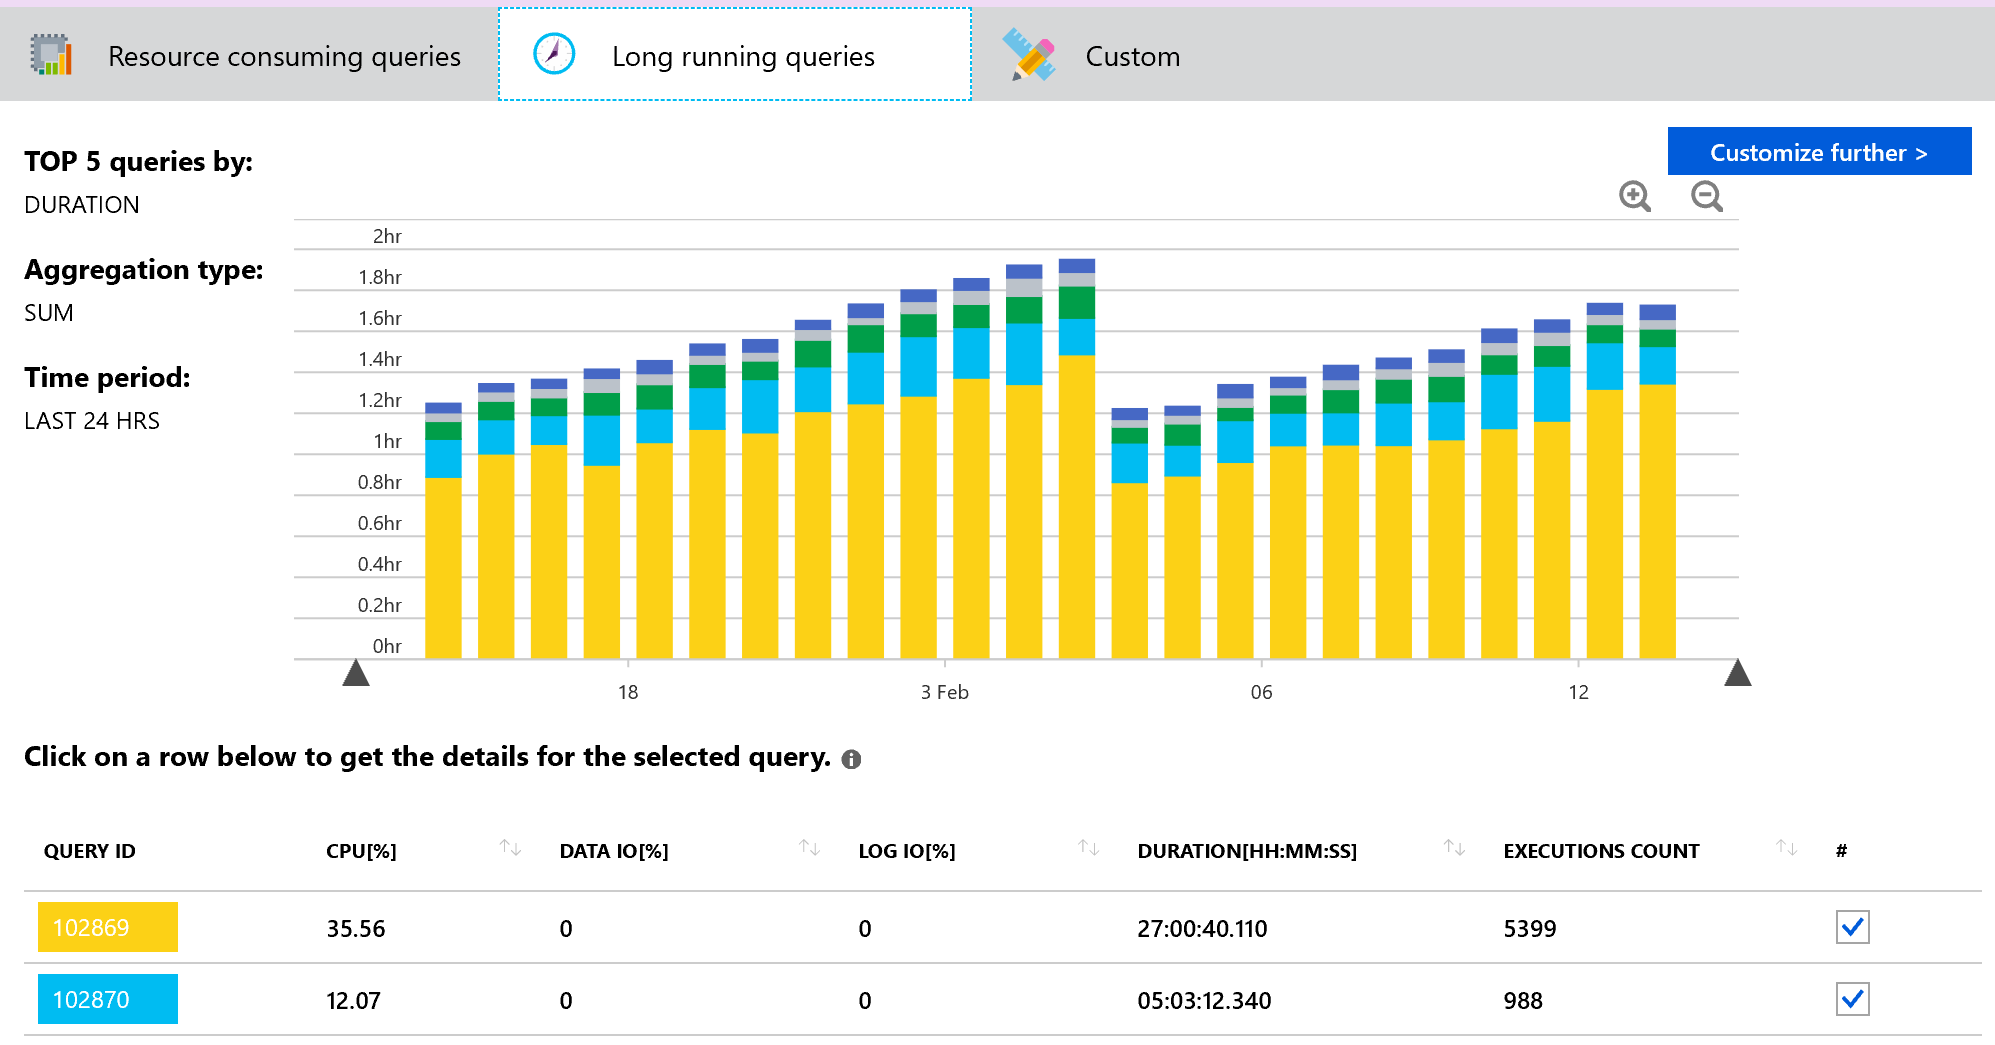 Resource consuming queries
Long running queries
Custom
Customize further >
TOP 5 queries by:
DURATION
Aggregation type:
SUM
Time period:
LAST 24 HRS
2hr
1.8hr
1.6hr
1.4hr
1.2hr
1hr
0.8hr
0.6hr
0.4hr
0.2hr
0hr
18 3 Feb 06 12
Click on a row below to get the details for the selected query.
QUERY ID CPU[%] DATA IO[%] LOG IO[%] DURATION[HH:MM:SS] EXECUTIONS COUNT #
102869 35.56 0 0 27:00:40.110 5399
102870 12.07 0 0 05:03:12.340 988